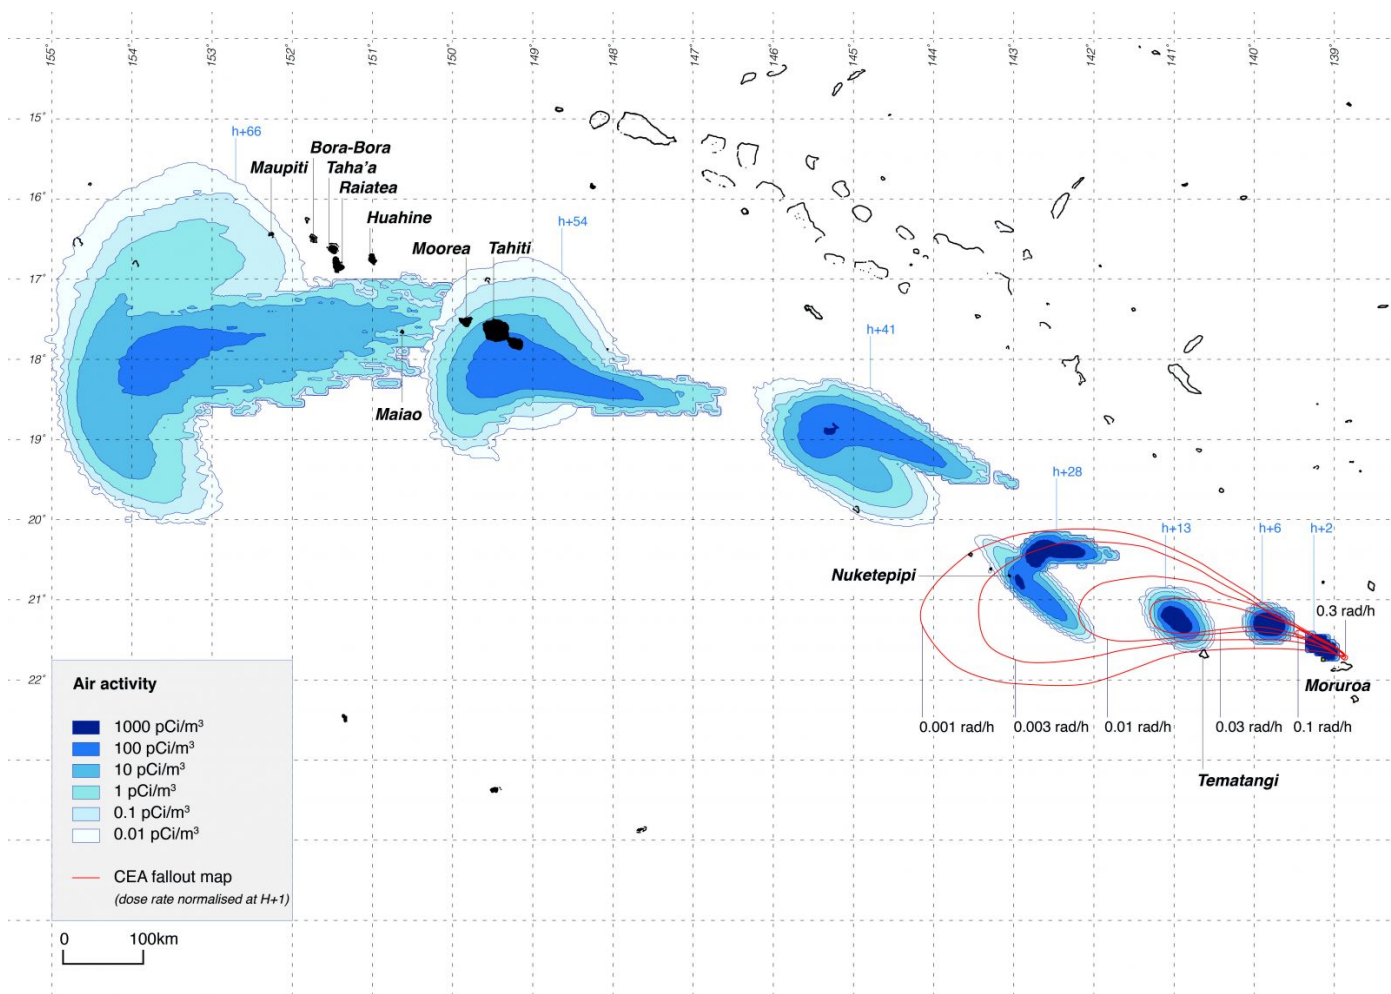 155°
154°
153°
152°
151°
150°
149°
148°
147°
146°
145°
144°
143°
142°
141°
140°
139°
15°
h+66
Bora-Bora
Maupiti
Taha'a
Raiatea
16°
Huahine
h+54
Moorea
Tahiti
17°
h+41
18°
Maiao
19°
h+28
20°
h+13
h+6
h+2
Nuketepipi
21°
0.3 rad/h
22°
Moruroa
0.001 rad/h
0.003 rad/h
0.01 rad/h
0.03 rad/h
0.1 rad/h
Tematangi
Air activity
1000 pCi/m³
100 pCi/m³
10 pCi/m³
1 pCi/m³
0.1 pCi/m³
0.01 pCi/m³
CEA fallout map
(dose rate normalised at H+1)
0
100km